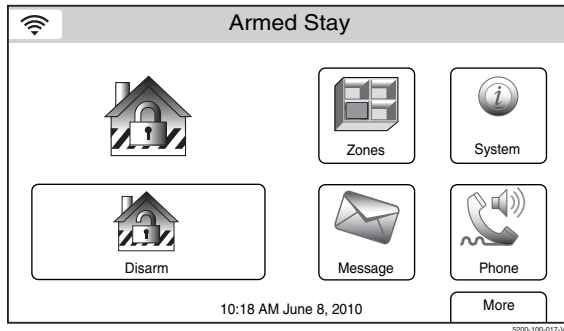 Armed Stay
Zones
System
Disarm
Message
Phone
10:18 AM June 8, 2010
More